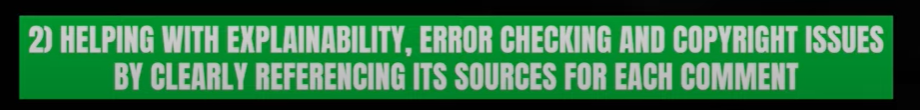 2) HELPING WITH EXPLAINABILITY, ERROR CHECKING AND COPYRIGHT ISSUES
BY CLEARLY REFERENCING ITS SOURCES FOR EACH COMMENT